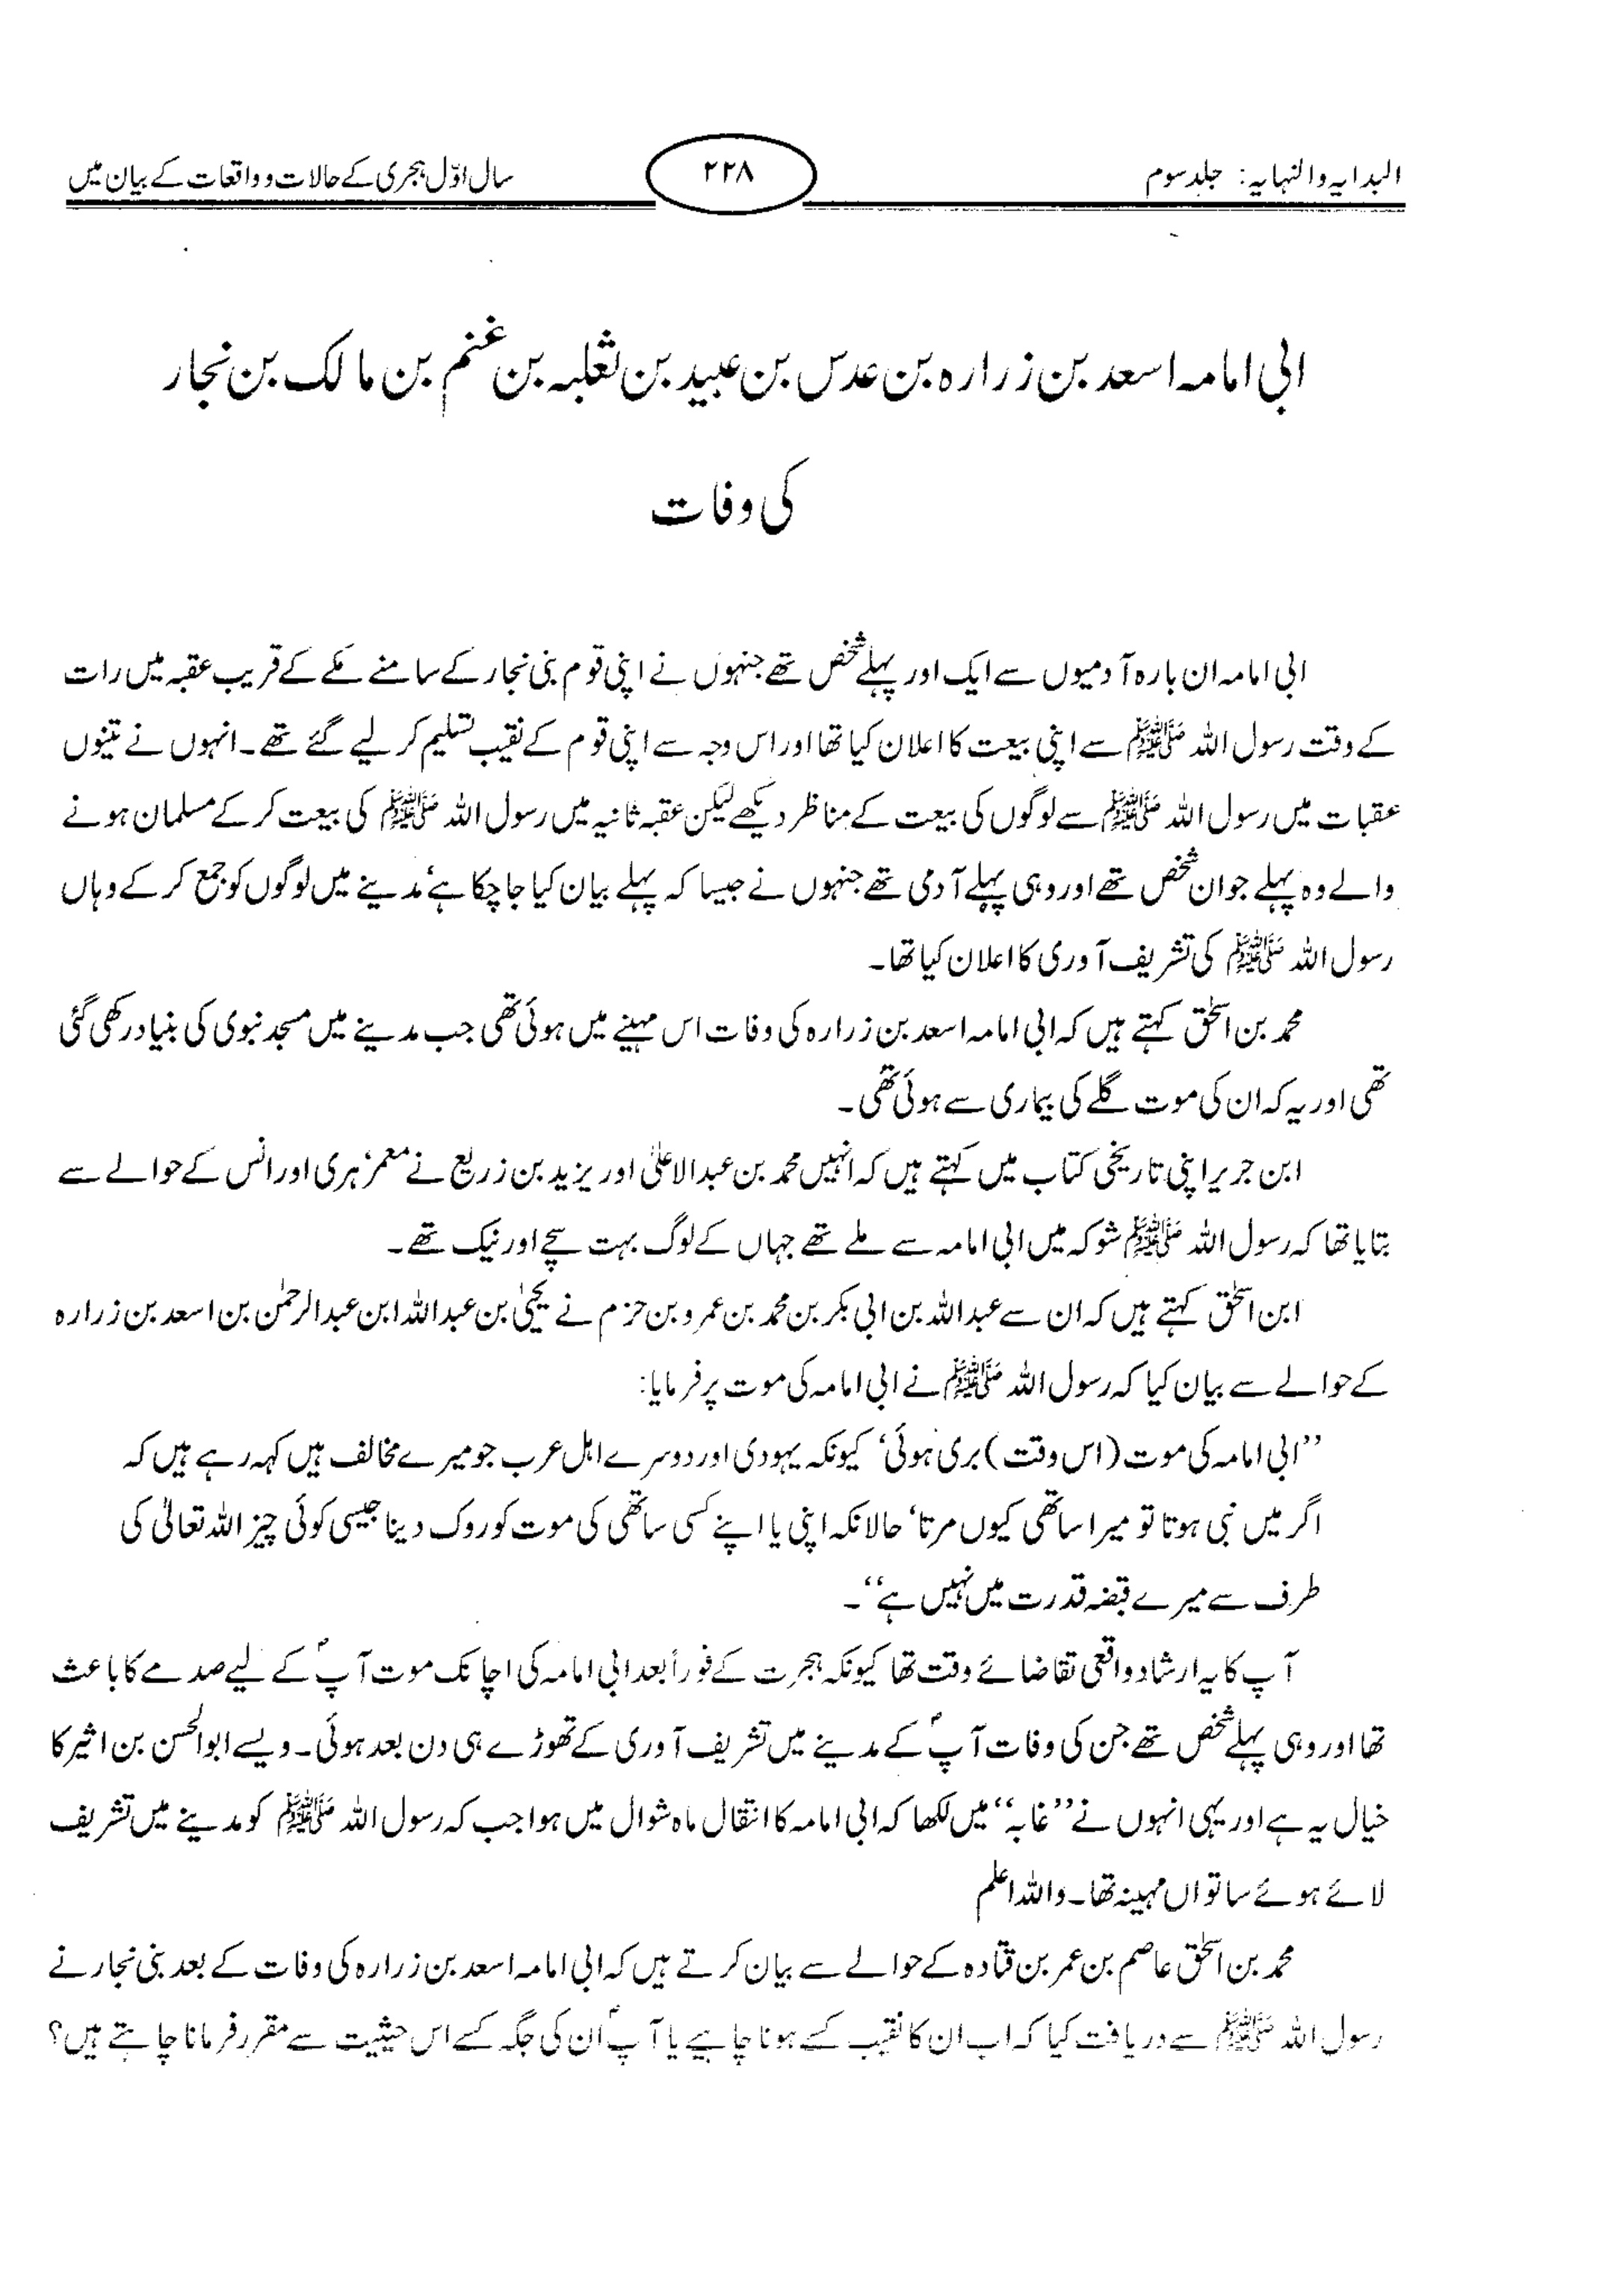 البدایہ والنہایہ: جلد سوم
۲۲۸
سال اوّل ہجری کے حالات و واقعات کے بیان میں
ابی امامہ اسعد بن زرارہ بن عدس بن عبید بن ثعلبہ بن غنم بن مالک بن نجار
کی وفات
ابی امامہ ان بارہ آدمیوں سے ایک اور پہلے شخص تھے جنہوں نے اپنی قوم بنی نجار کے سامنے مکے کے قریب عقبہ میں رات
کے وقت رسول اللہ ﷺ سے اپنی بیعت کا اعلان کیا تھا اور اس وجہ سے اپنی قوم کے نقیب تسلیم کر لیے گئے تھے۔ انہوں نے تینوں
عقبات میں رسول اللہ ﷺ سے لوگوں کی بیعت کے مناظر دیکھے لیکن عقبہ ثانیہ میں رسول اللہ ﷺ کی بیعت کر کے مسلمان ہونے
والے وہ پہلے جوان شخص تھے اور وہی پہلے آدمی تھے جنہوں نے جیسا کہ پہلے بیان کیا جا چکا ہے‘ مدینے میں لوگوں کو جمع کر کے وہاں
رسول اللہ ﷺ کی تشریف آوری کا اعلان کیا تھا۔
محمد بن اسحٰق کہتے ہیں کہ ابی امامہ اسعد بن زرارہ کی وفات اس مہینے میں ہوئی تھی جب مدینے میں مسجد نبوی کی بنیاد رکھی گئی
تھی اور یہ کہ ان کی موت گلے کی بیماری سے ہوئی تھی۔
ابن جریر اپنی تاریخی کتاب میں کہتے ہیں کہ انہیں محمد بن عبدالاعلیٰ اور یزید بن زریع نے معمر‘ زہری اور انس کے حوالے سے
بتایا تھا کہ رسول اللہ ﷺ شوکہ میں ابی امامہ سے ملے تھے جہاں کے لوگ بہت سچے اور نیک تھے۔
ابن اسحٰق کہتے ہیں کہ ان سے عبداللہ بن ابی بکر بن محمد بن عمرو بن حزم نے یحییٰ بن عبداللہ ابن عبدالرحمٰن بن اسعد بن زرارہ
کے حوالے سے بیان کیا کہ رسول اللہ ﷺ نے ابی امامہ کی موت پر فرمایا:
’’ابی امامہ کی موت (اس وقت) بری ہوئی‘ کیونکہ یہودی اور دوسرے اہل عرب جو میرے مخالف ہیں کہہ رہے ہیں کہ
اگر میں نبی ہوتا تو میرا ساتھی کیوں مرتا‘ حالانکہ اپنی یا اپنے کسی ساتھی کی موت کو روک دینا جیسی کوئی چیز اللہ تعالیٰ کی
طرف سے میرے قبضہ قدرت میں نہیں ہے‘‘۔
آپ کا یہ ارشاد واقعی تقاضائے وقت تھا کیونکہ ہجرت کے فوراً بعد ابی امامہ کی اچانک موت آپؐ کے لیے صدمے کا باعث
تھا اور وہی پہلے شخص تھے جن کی وفات آپؐ کے مدینے میں تشریف آوری کے تھوڑے ہی دن بعد ہوئی۔ ویسے ابوالحسن بن اثیر کا
خیال یہ ہے اور یہی انہوں نے ’’غابہ‘‘ میں لکھا کہ ابی امامہ کا انتقال ماہ شوال میں ہوا جب کہ رسول اللہ ﷺ کو مدینے میں تشریف
لائے ہوئے ساتواں مہینہ تھا۔ واللہ اعلم
محمد بن اسحٰق عاصم بن عمر بن قتادہ کے حوالے سے بیان کرتے ہیں کہ ابی امامہ اسعد بن زرارہ کی وفات کے بعد بنی نجار نے
رسول اللہ ﷺ سے دریافت کیا کہ اب ان کا نقیب کسے ہونا چاہیے یا آپؐ ان کی جگہ کسے اس حیثیت سے مقرر فرمانا چاہتے ہیں؟